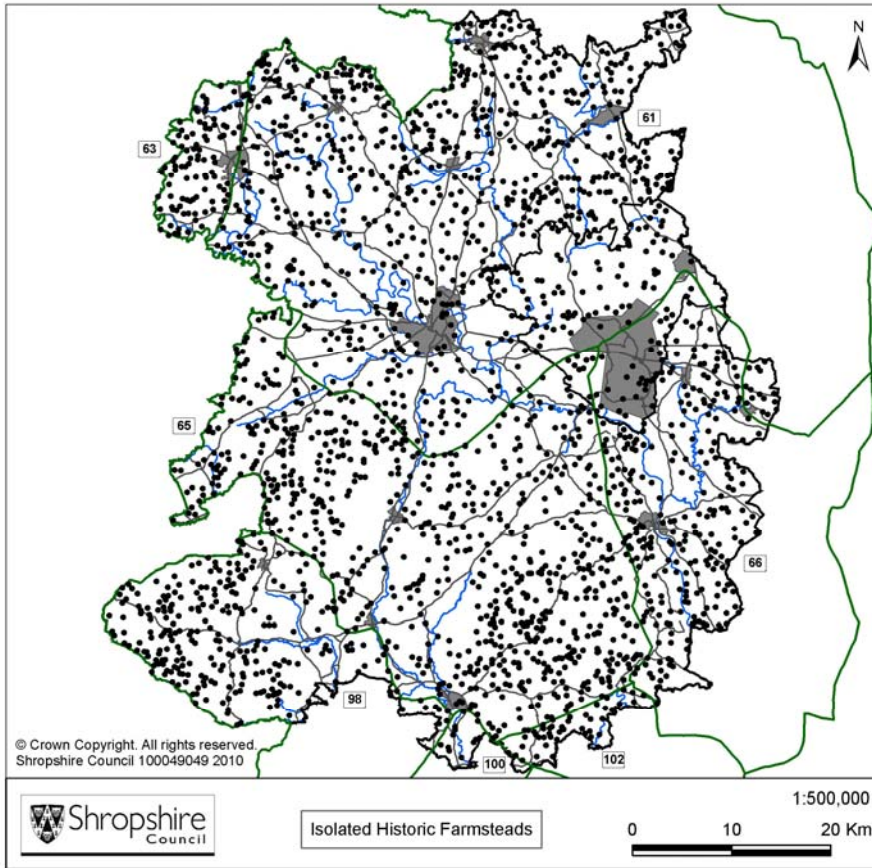 N
61
63
65
66
98
100
102
© Crown Copyright. All rights reserved.
Shropshire Council 100049049 2010
Shropshire
Council
Isolated Historic Farmsteads
1:500,000
0 10 20 Km